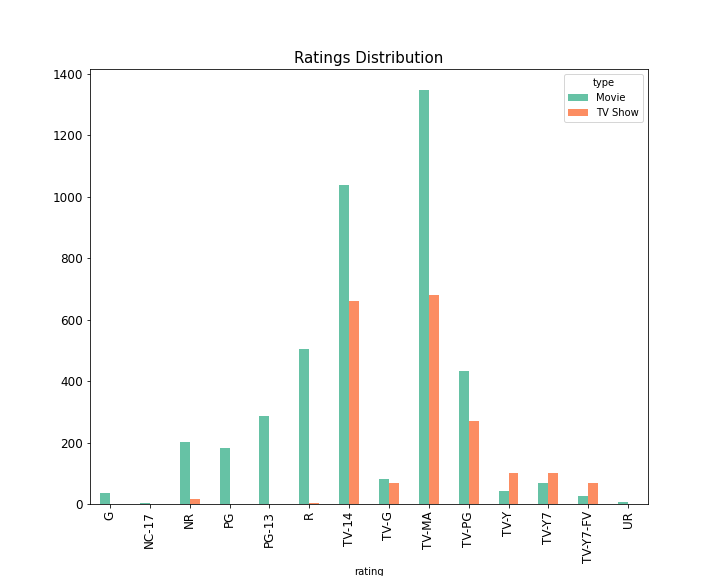 Ratings Distribution
type
Movie
TV Show
1400
1200
1000
800
600
400
200
0
G
NC-17
NR
PG
PG-13
R
TV-14
TV-G
TV-MA
TV-PG
TV-Y
TV-Y7
TV-Y7-FV
UR
rating